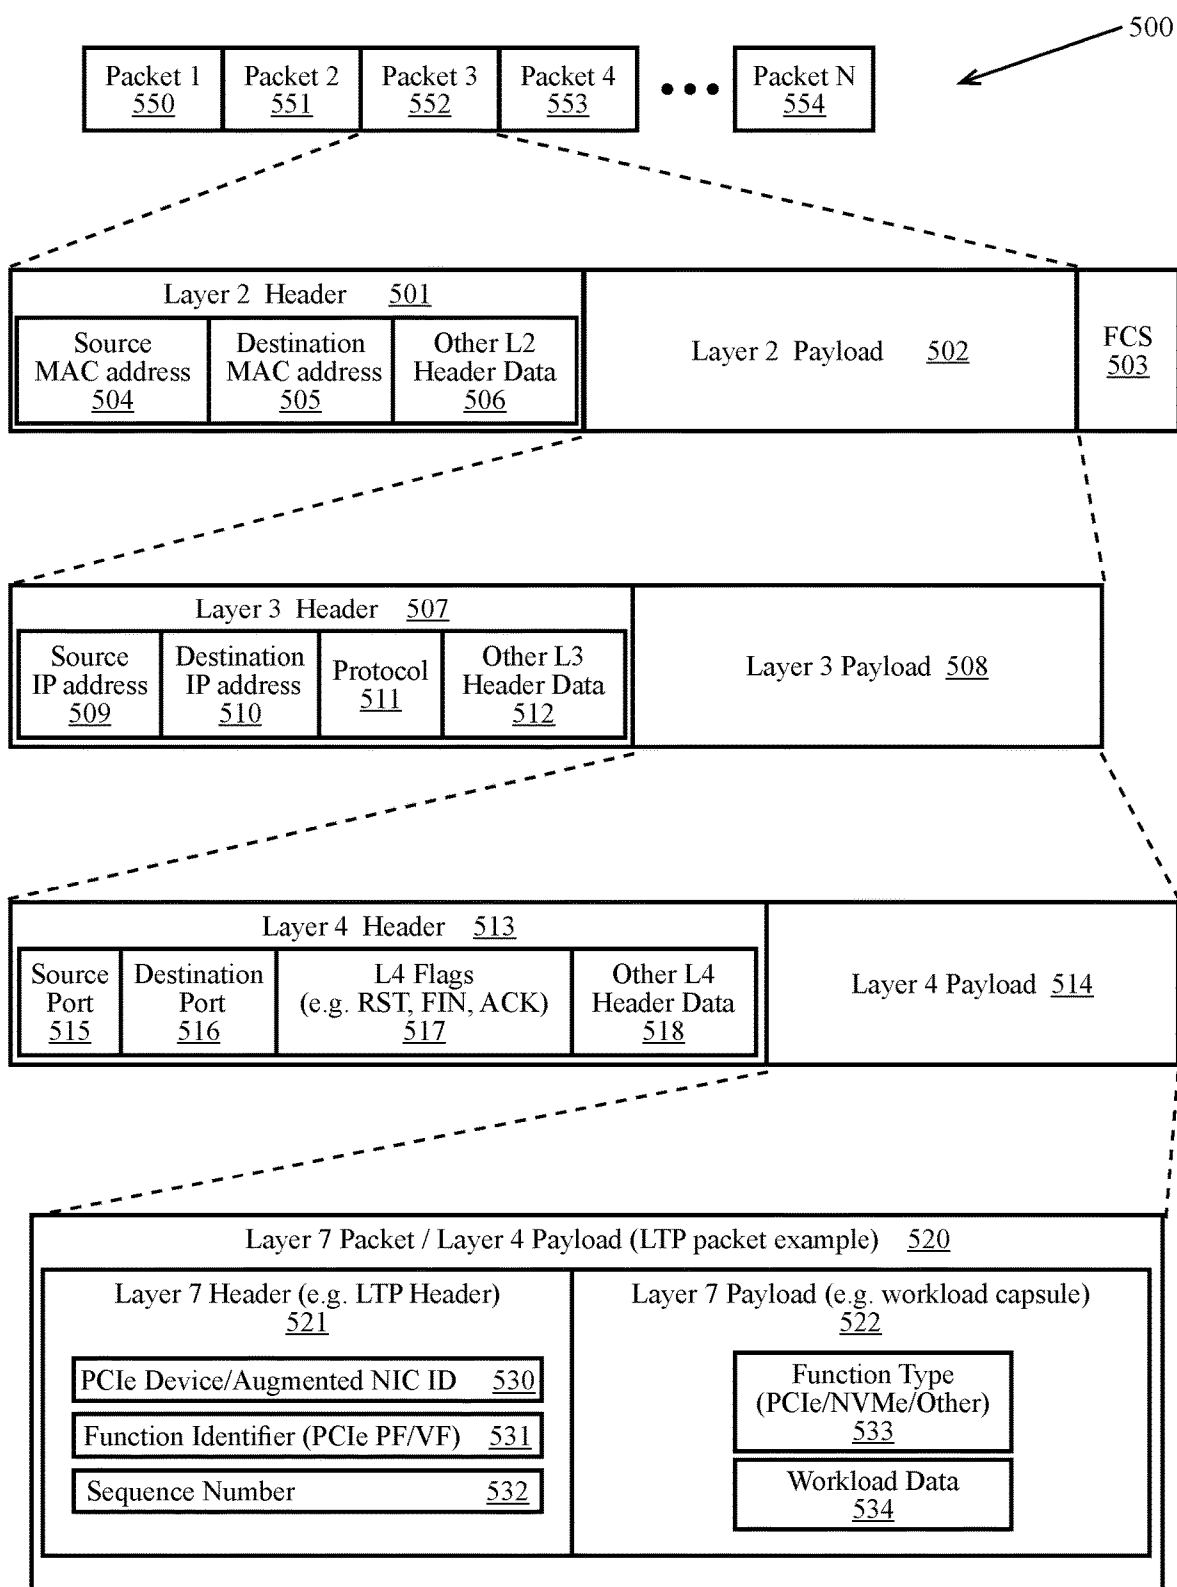 500
Packet 1 Packet 2 Packet 3 Packet 4 Packet N
550 551 552 553 554
Layer 2 Header 501
Source Destination Other L2
MAC address MAC address Header Data
504 505 506
Layer 2 Payload 502
FCS
503
Layer 3 Header 507
Source Destination Protocol Other L3
IP address IP address 511 Header Data
509 510 512
Layer 3 Payload 508
Layer 4 Header 513
Source Destination L4 Flags Other L4
Port Port (e.g. RST, FIN, ACK) Header Data
515 516 517 518
Layer 4 Payload 514
Layer 7 Packet / Layer 4 Payload (LTP packet example) 520
Layer 7 Header (e.g. LTP Header)
521
PCIe Device/Augmented NIC ID 530
Function Identifier (PCIe PF/VF) 531
Sequence Number 532
Layer 7 Payload (e.g. workload capsule)
522
Function Type
(PCIe/NVMe/Other)
533
Workload Data
534